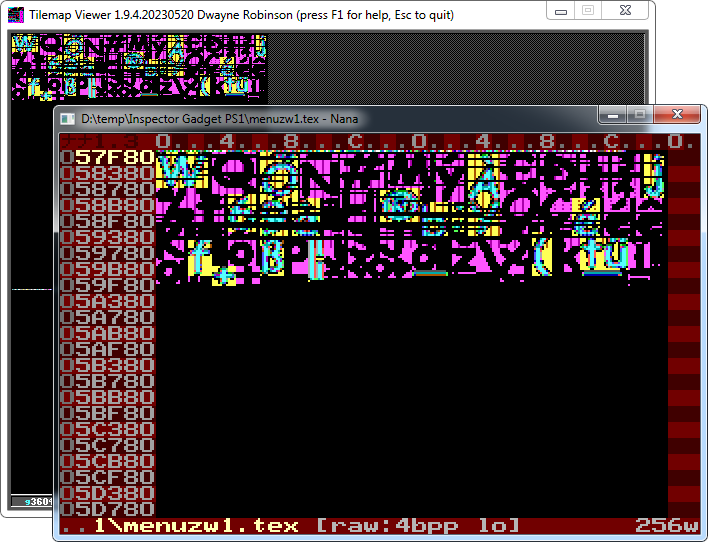 Tilemap Viewer 1.9.4.20230520 Dwayne Robinson (press F1 for help, Esc to quit)
D:\temp\Inspector Gadget PS1\menuzw1.tex - Nana
0...4...8...C...0...4...8...C...0.
057F80
058380
058780
058B80
058F80
059380
059780
059B80
059F80
05A380
05A780
05AB80
05AF80
05B380
05B780
05BB80
05BF80
05C380
05C780
05CB80
05CF80
05D380
05D780
g3604
..1\menuzw1.tex [raw:4bpp lo] 256w